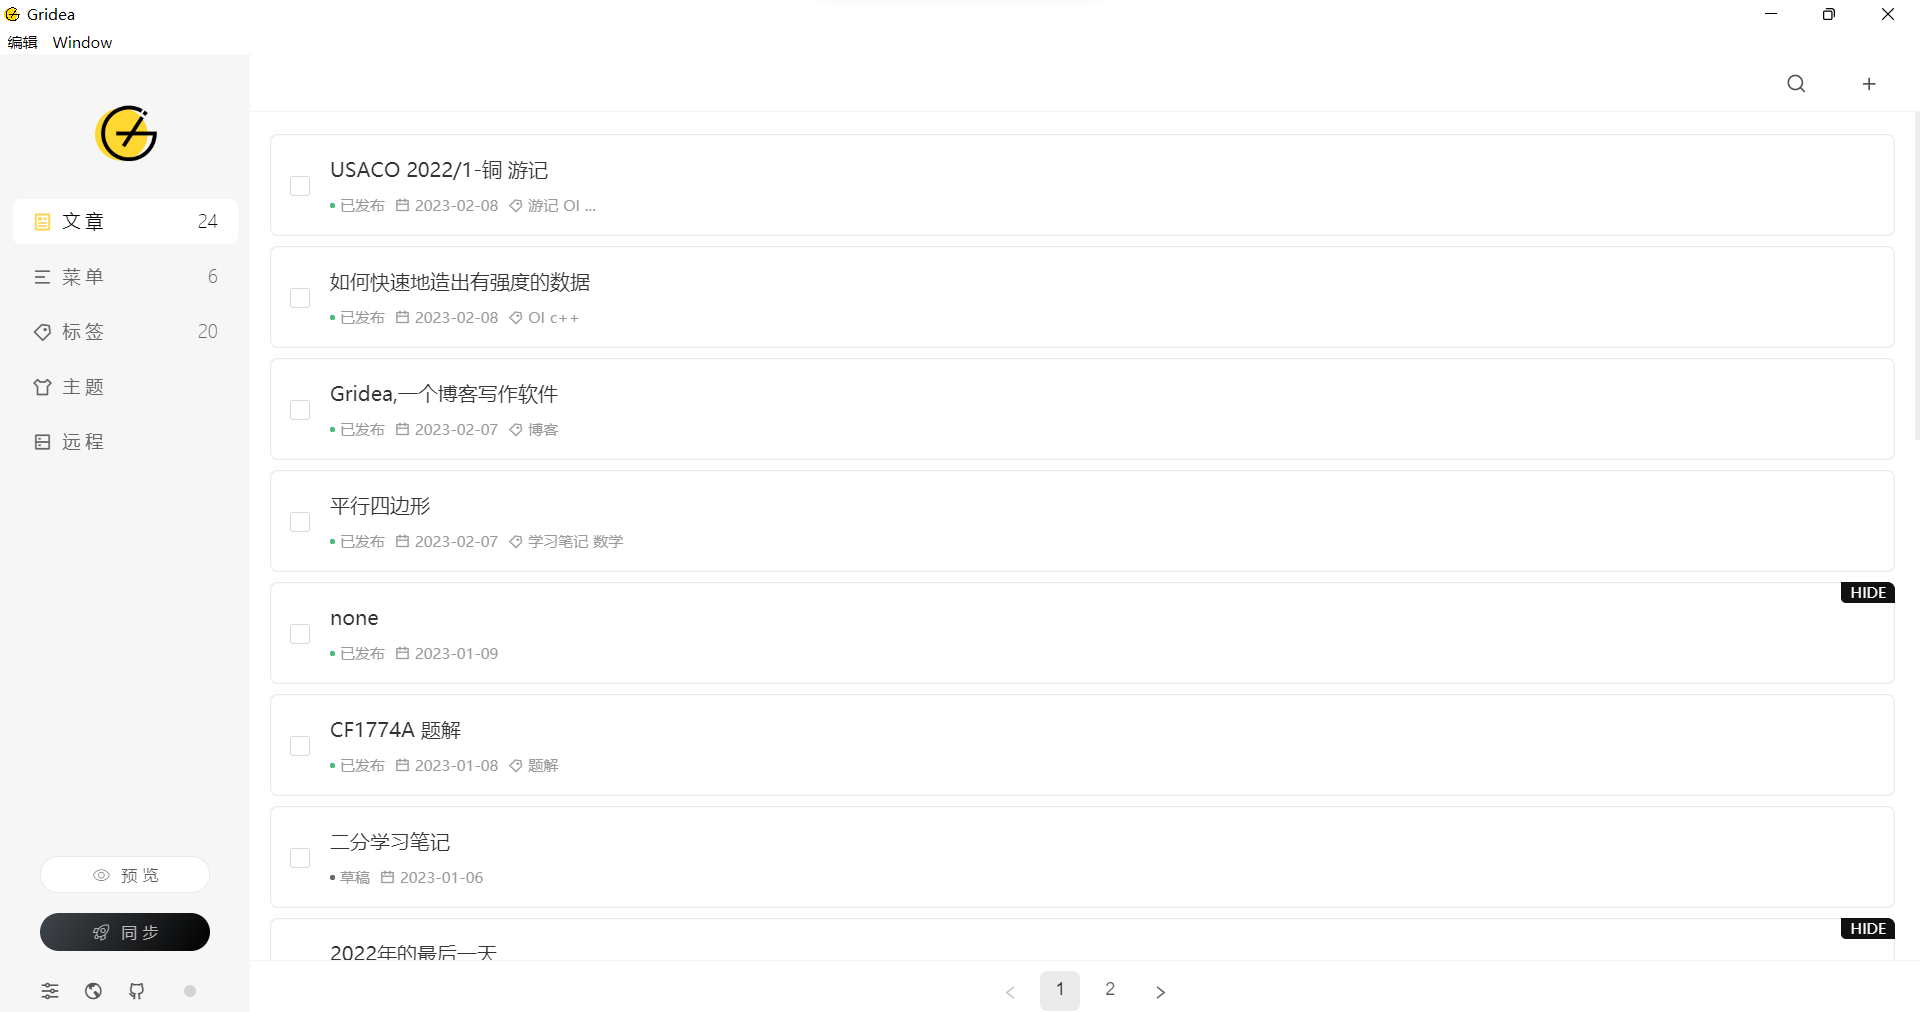 Gridea
编辑 Window
文章 24
菜单 6
标签 20
主题
远程
预览
同步
USACO 2022/1-铜 游记
已发布 2023-02-08 游记 OI ...
如何快速地造出有强度的数据
已发布 2023-02-08 OI c++
Gridea,一个博客写作软件
已发布 2023-02-07 博客
平行四边形
已发布 2023-02-07 学习笔记 数学
HIDE
none
已发布 2023-01-09
CF1774A 题解
已发布 2023-01-08 题解
二分学习笔记
草稿 2023-01-06
HIDE
2022年的最后一天
1 2